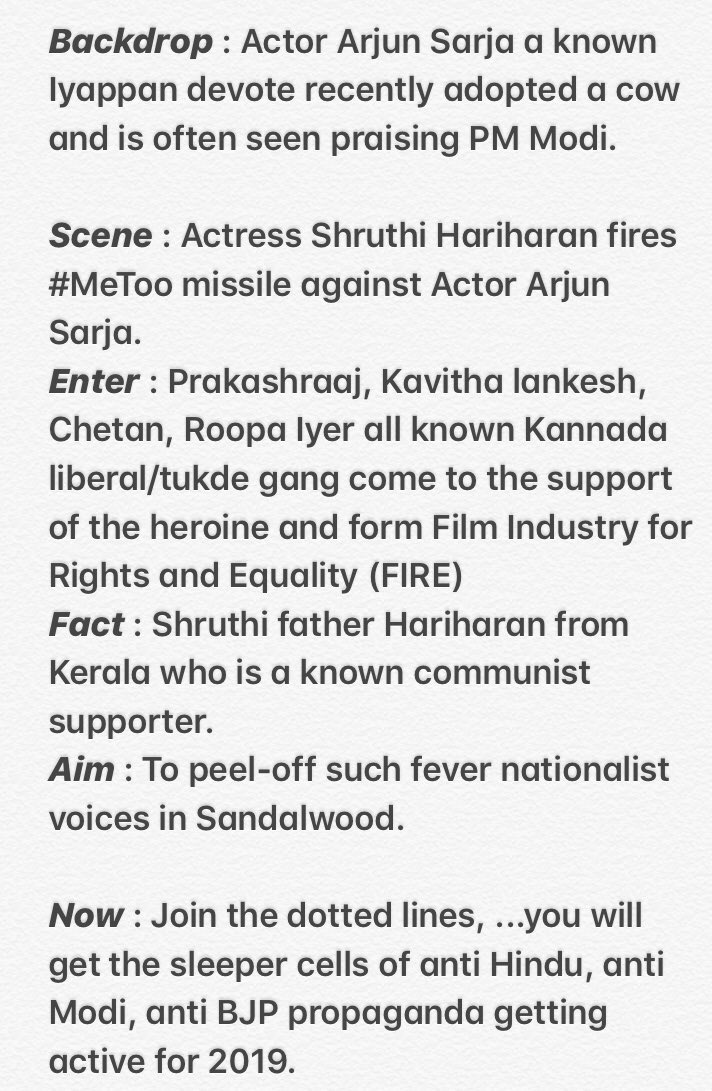 Backdrop : Actor Arjun Sarja a known
Iyappan devote recently adopted a cow
and is often seen praising PM Modi.
Scene : Actress Shruthi Hariharan fires
#MeToo missile against Actor Arjun
Sarja.
Enter : Prakashraaj, Kavitha lankesh,
Chetan, Roopa Iyer all known Kannada
liberal/tukde gang come to the support
of the heroine and form Film Industry for
Rights and Equality (FIRE)
Fact : Shruthi father Hariharan from
Kerala who is a known communist
supporter.
Aim : To peel-off such fever nationalist
voices in Sandalwood.
Now : Join the dotted lines, ...you will
get the sleeper cells of anti Hindu, anti
Modi, anti BJP propaganda getting
active for 2019.